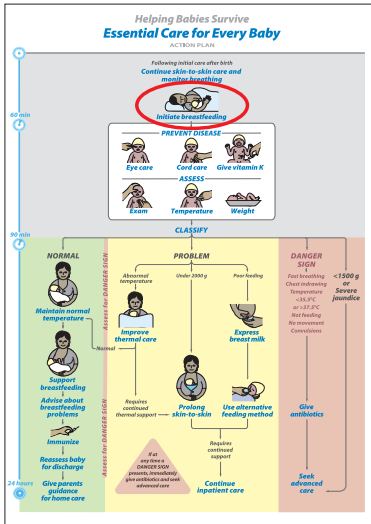 Helping Babies Survive
Essential Care for Every Baby
ACTION PLAN
Following initial care after birth
Continue skin-to-skin care and
monitor breathing
Initiate breastfeeding
60 min
PREVENT DISEASE
Eye care
Cord care
Give vitamin K
ASSESS
Exam
Temperature
Weight
90 min
CLASSIFY
NORMAL
Maintain normal
temperature
Support
breastfeeding
Advise about
breastfeeding
problems
Immunize
Reassess baby
for discharge
Give parents
guidance
for home care
24 hours
Assess for DANGER SIGN
Assess for DANGER SIGN
PROBLEM
Abnormal
temperature
Improve
thermal care
Normal
Requires
continued
thermal support
Under 2000 g
Prolong
skin-to-skin
Poor feeding
Express
breast milk
Use alternative
feeding method
Requires
continued
support
Continue
inpatient care
If at
any time a
DANGER SIGN
presents, immediately
give antibiotics and seek
advanced care
DANGER
SIGN
Fast breathing
Chest indrawing
Temperature
<35.5°C
or >37.5°C
Not feeding
No movement
Convulsions
Give
antibiotics
Seek
advanced care
<1500 g
or
Severe
jaundice